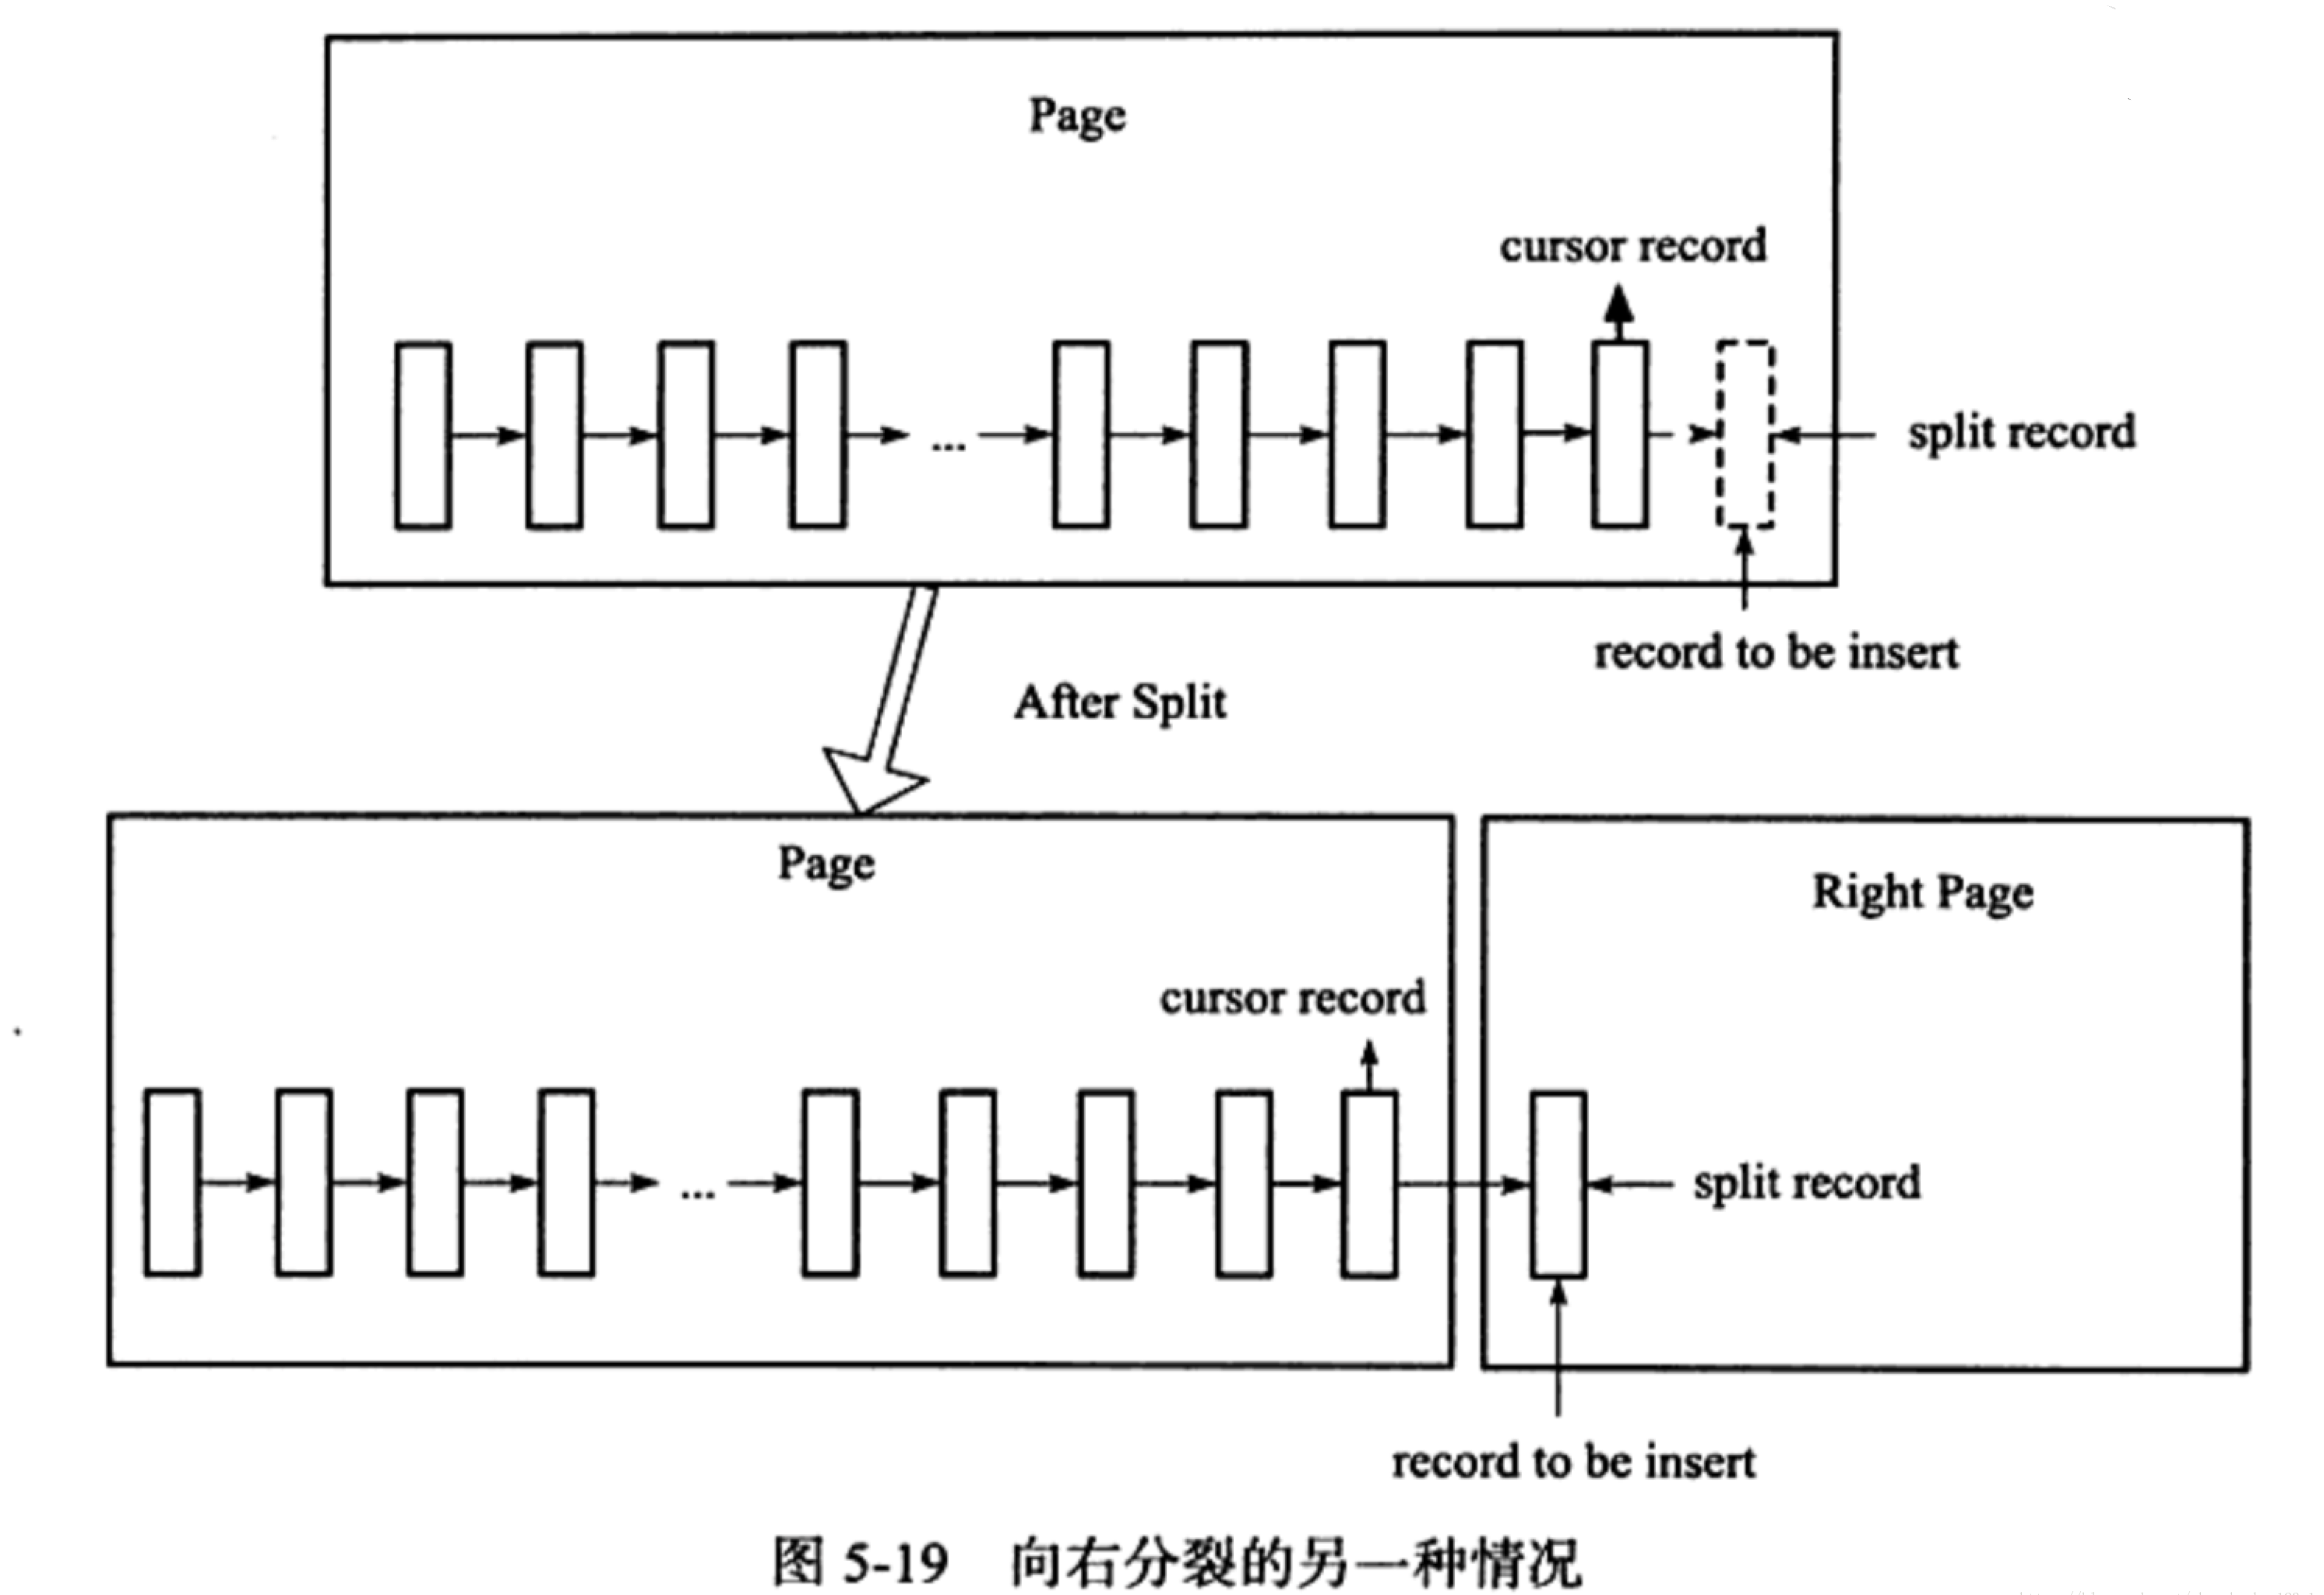 Page
cursor record
...
split record
record to be insert
After Split
Page
Right Page
cursor record
...
split record
record to be insert
图 5-19 向右分裂的另一种情况